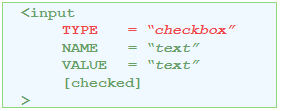 <input
TYPE = “checkbox”
NAME = “text”
VALUE = “text”
[checked]
>